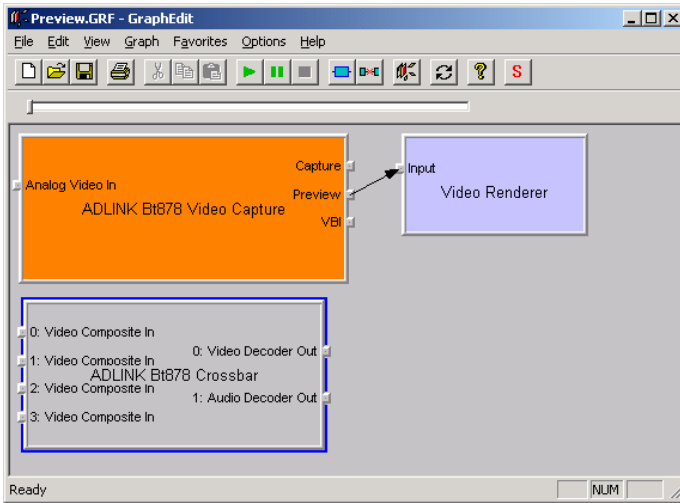 Preview.GRF - GraphEdit
File Edit View Graph Favorites Options Help
S
Capture
Analog Video In
Preview
ADLINK Bt878 Video Capture
VBI
Input
Video Renderer
0: Video Composite In
0: Video Decoder Out
1: Video Composite In
ADLINK Bt878 Crossbar
2: Video Composite In
1: Audio Decoder Out
3: Video Composite In
Ready NUM